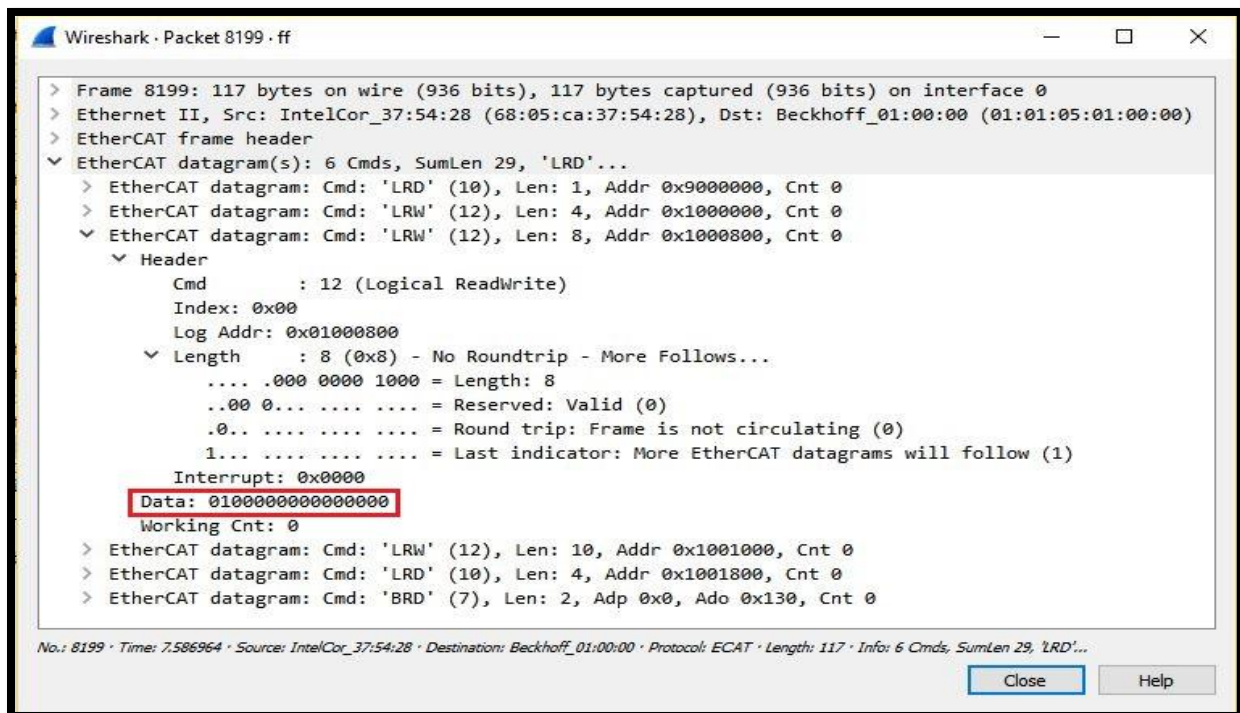 Wireshark · Packet 8199 · ff
> Frame 8199: 117 bytes on wire (936 bits), 117 bytes captured (936 bits) on interface 0
> Ethernet II, Src: IntelCor_37:54:28 (68:05:ca:37:54:28), Dst: Beckhoff_01:00:00 (01:01:05:01:00:00)
> EtherCAT frame header
EtherCAT datagram(s): 6 Cmds, SumLen 29, 'LRD'...
> EtherCAT datagram: Cmd: 'LRD' (10), Len: 1, Addr 0x9000000, Cnt 0
> EtherCAT datagram: Cmd: 'LRW' (12), Len: 4, Addr 0x1000000, Cnt 0
EtherCAT datagram: Cmd: 'LRW' (12), Len: 8, Addr 0x1000800, Cnt 0
Header
Cmd : 12 (Logical ReadWrite)
Index: 0x00
Log Addr: 0x01000800
Length : 8 (0x8) - No Roundtrip - More Follows...
.... .000 0000 1000 = Length: 8
..00 0... .... .... = Reserved: Valid (0)
.0.. .... .... .... = Round trip: Frame is not circulating (0)
1... .... .... .... = Last indicator: More EtherCAT datagrams will follow (1)
Interrupt: 0x0000
Data: 0100000000000000
Working Cnt: 0
> EtherCAT datagram: Cmd: 'LRW' (12), Len: 10, Addr 0x1001000, Cnt 0
> EtherCAT datagram: Cmd: 'LRD' (10), Len: 4, Addr 0x1001800, Cnt 0
> EtherCAT datagram: Cmd: 'BRD' (7), Len: 2, Adp 0x0, Ado 0x130, Cnt 0
No.: 8199 · Time: 7.586964 · Source: IntelCor_37:54:28 · Destination: Beckhoff_01:00:00 · Protocol: ECAT · Length: 117 · Info: 6 Cmds, SumLen 29, 'LRD'...
Close Help